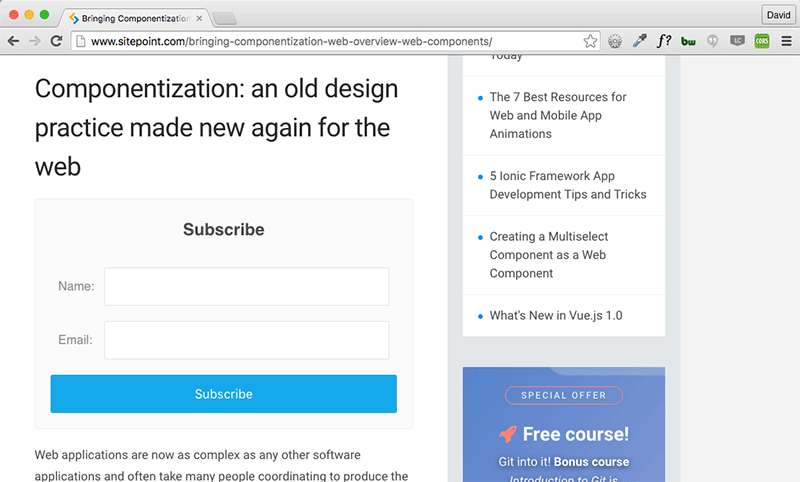 Bringing Componentization
David
www.sitepoint.com/bringing-componentization-web-overview-web-components/
f?
bw
LC
CORS
Componentization: an old design
practice made new again for the
web
Subscribe
Name:
Email:
Subscribe
Web applications are now as complex as any other software
applications and often take many people coordinating to produce the
Today
The 7 Best Resources for
Web and Mobile App
Animations
5 Ionic Framework App
Development Tips and Tricks
Creating a Multiselect
Component as a Web
Component
What's New in Vue.js 1.0
SPECIAL OFFER
Free course!
Git into it! Bonus course
Introduction to Git is